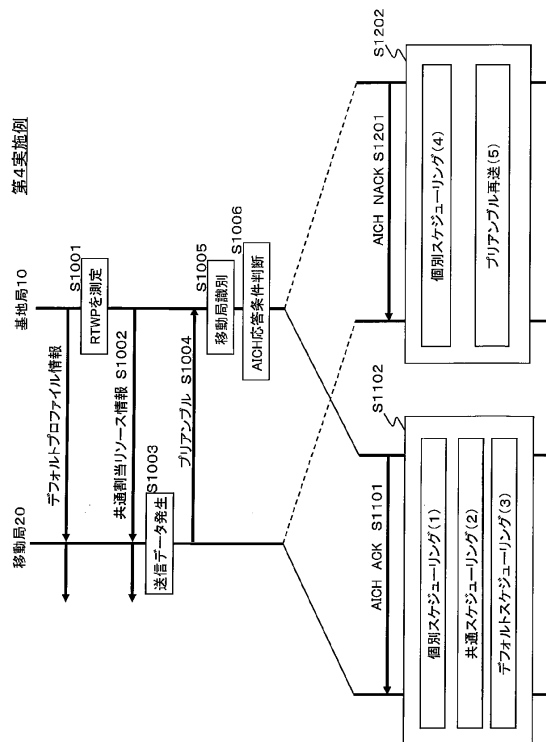 第4実施例
移動局20
基地局10
デフォルトプロファイル情報
S1001
RTWPを測定
共通割当リソース情報 S1002
S1003
送信データ発生
プリアンブル S1004
S1005
移動局識別
S1006
AICH応答条件判断
AICH ACK S1101
S1102
個別スケジューリング(1)
共通スケジューリング(2)
デフォルトスケジューリング(3)
AICH NACK S1201
S1202
個別スケジューリング(4)
プリアンブル再送(5)